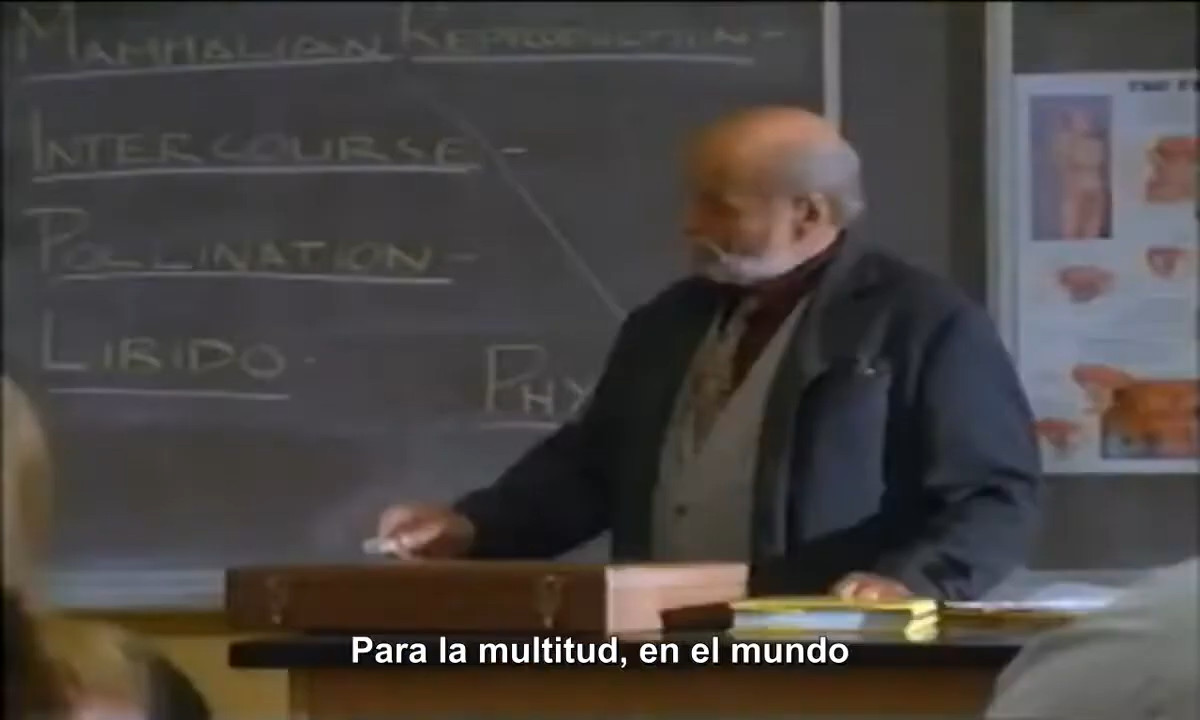 MAMMALIAN REPRODUCTION -
INTERCOURSE -
POLLINATION -
LIBIDO -
PHY
Para la multitud, en el mundo